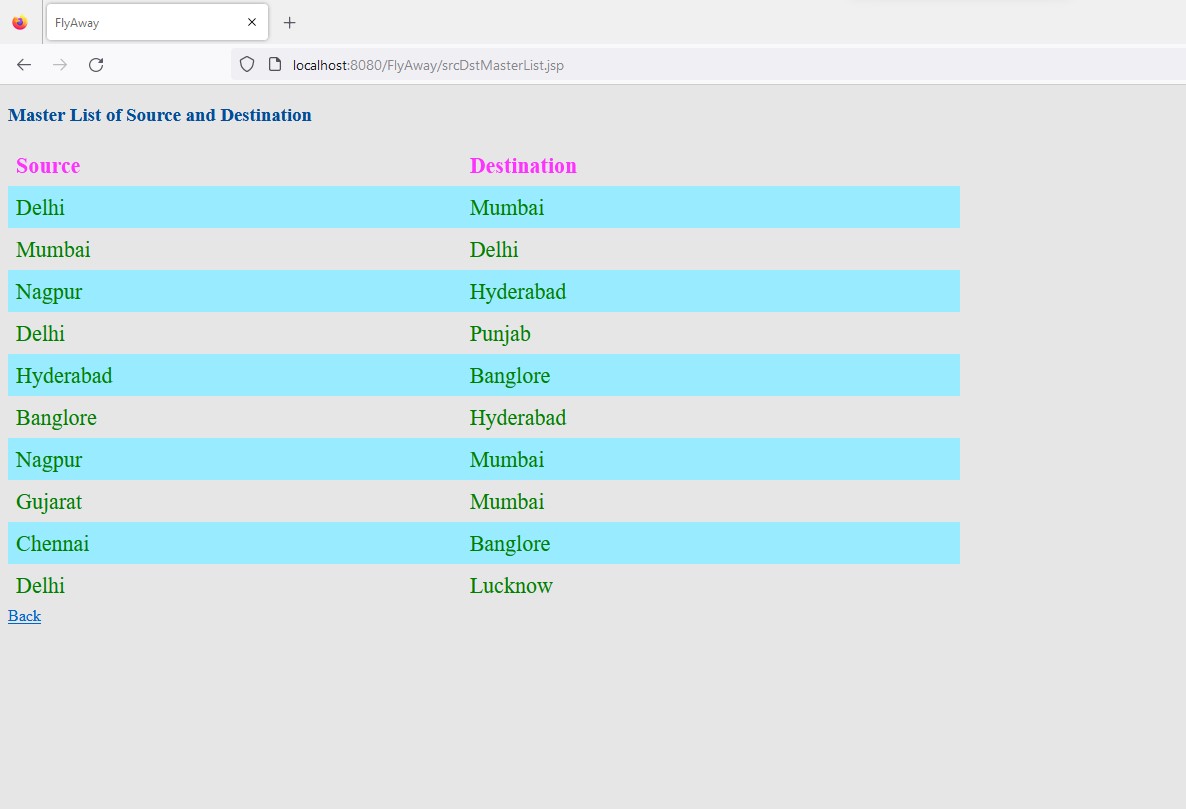 FlyAway
localhost:8080/FlyAway/srcDstMasterList.jsp
Master List of Source and Destination
Source Destination
Delhi Mumbai
Mumbai Delhi
Nagpur Hyderabad
Delhi Punjab
Hyderabad Banglore
Banglore Hyderabad
Nagpur Mumbai
Gujarat Mumbai
Chennai Banglore
Delhi Lucknow
Back